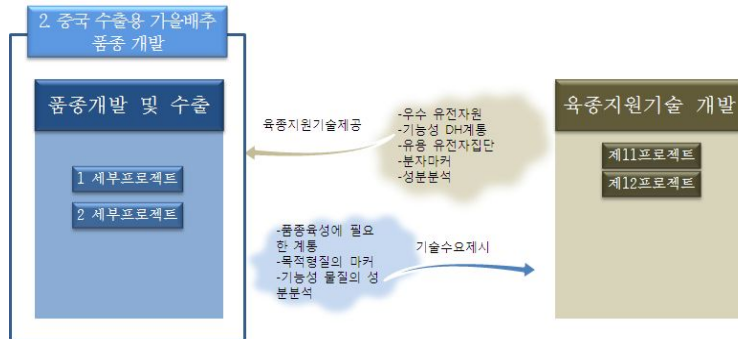 2. 중국 수출용 가을배추
품종 개발
품종개발 및 수출
1 세부프로젝트
2 세부프로젝트
육종지원기술제공
-우수 유전자원
-기능성 DH계통
-유용 유전자집단
-분자마커
-성분분석
-품종육성에 필요
한 계통
-목적형질의 마커
-기능성 물질의 성
분분석
기술수요제시
육종지원기술 개발
제11프로젝트
제12프로젝트